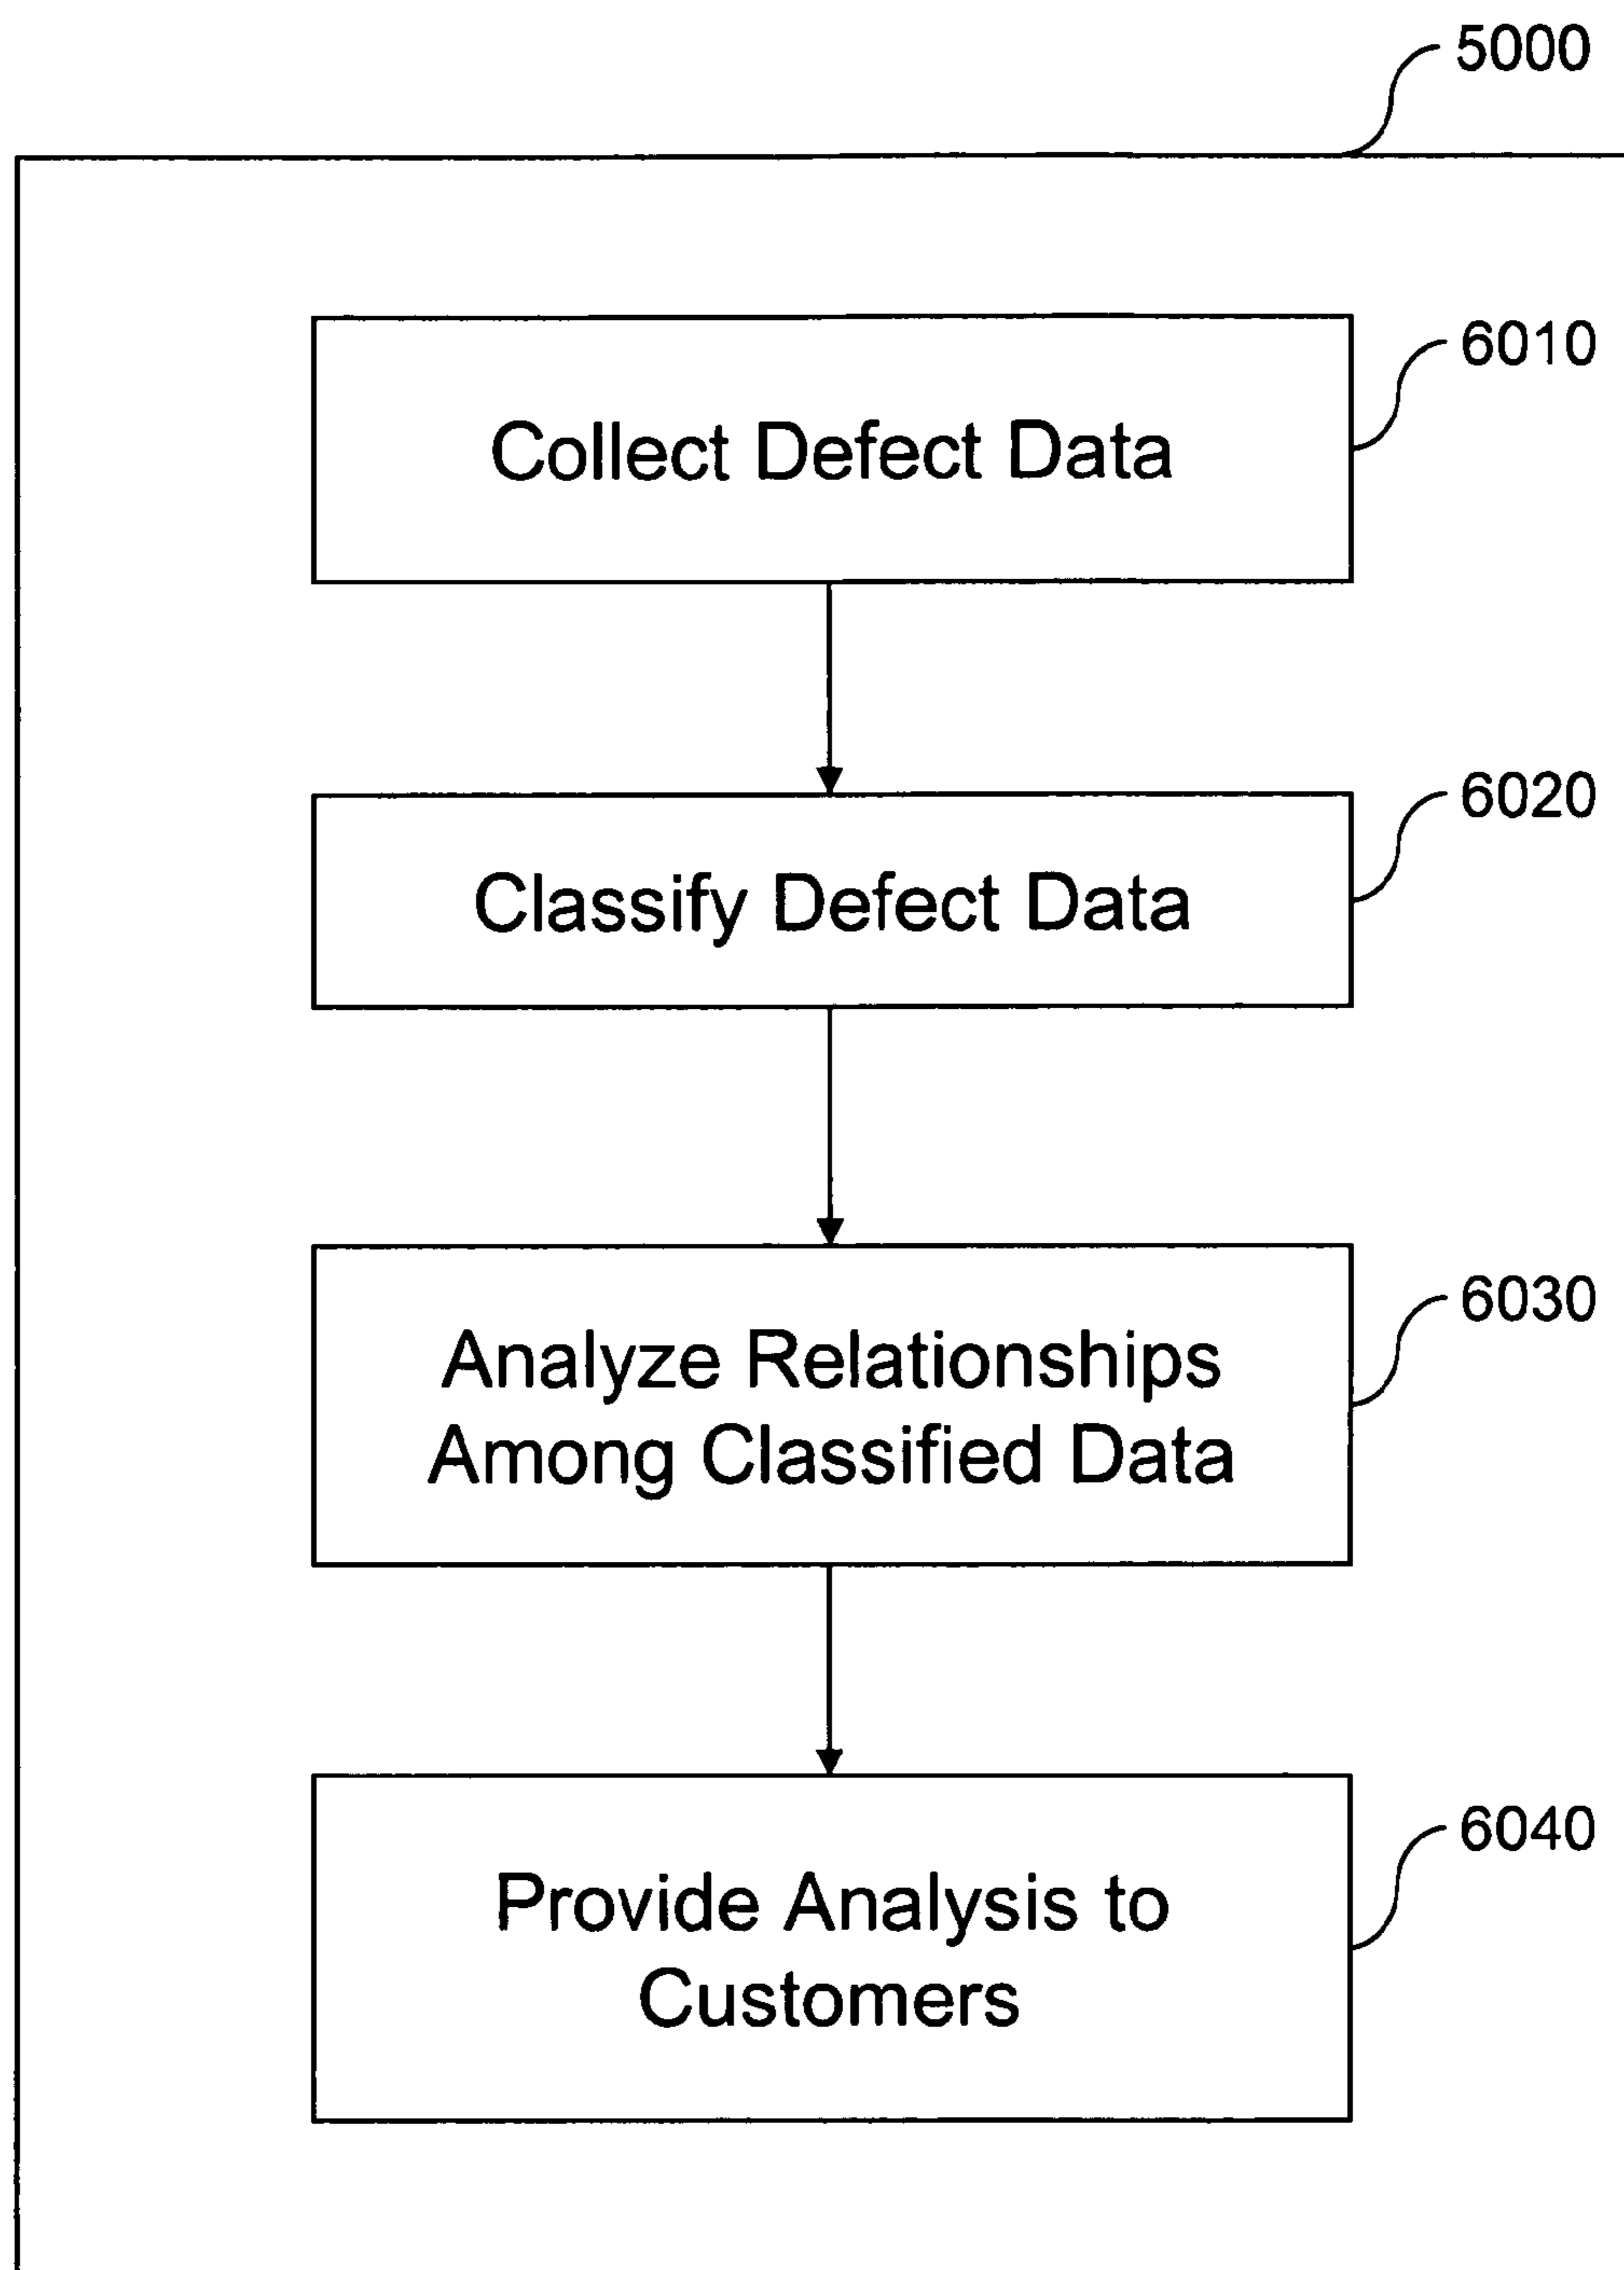 5000
6010
Collect Defect Data
6020
Classify Defect Data
6030
Analyze Relationships
Among Classified Data
6040
Provide Analysis to
Customers